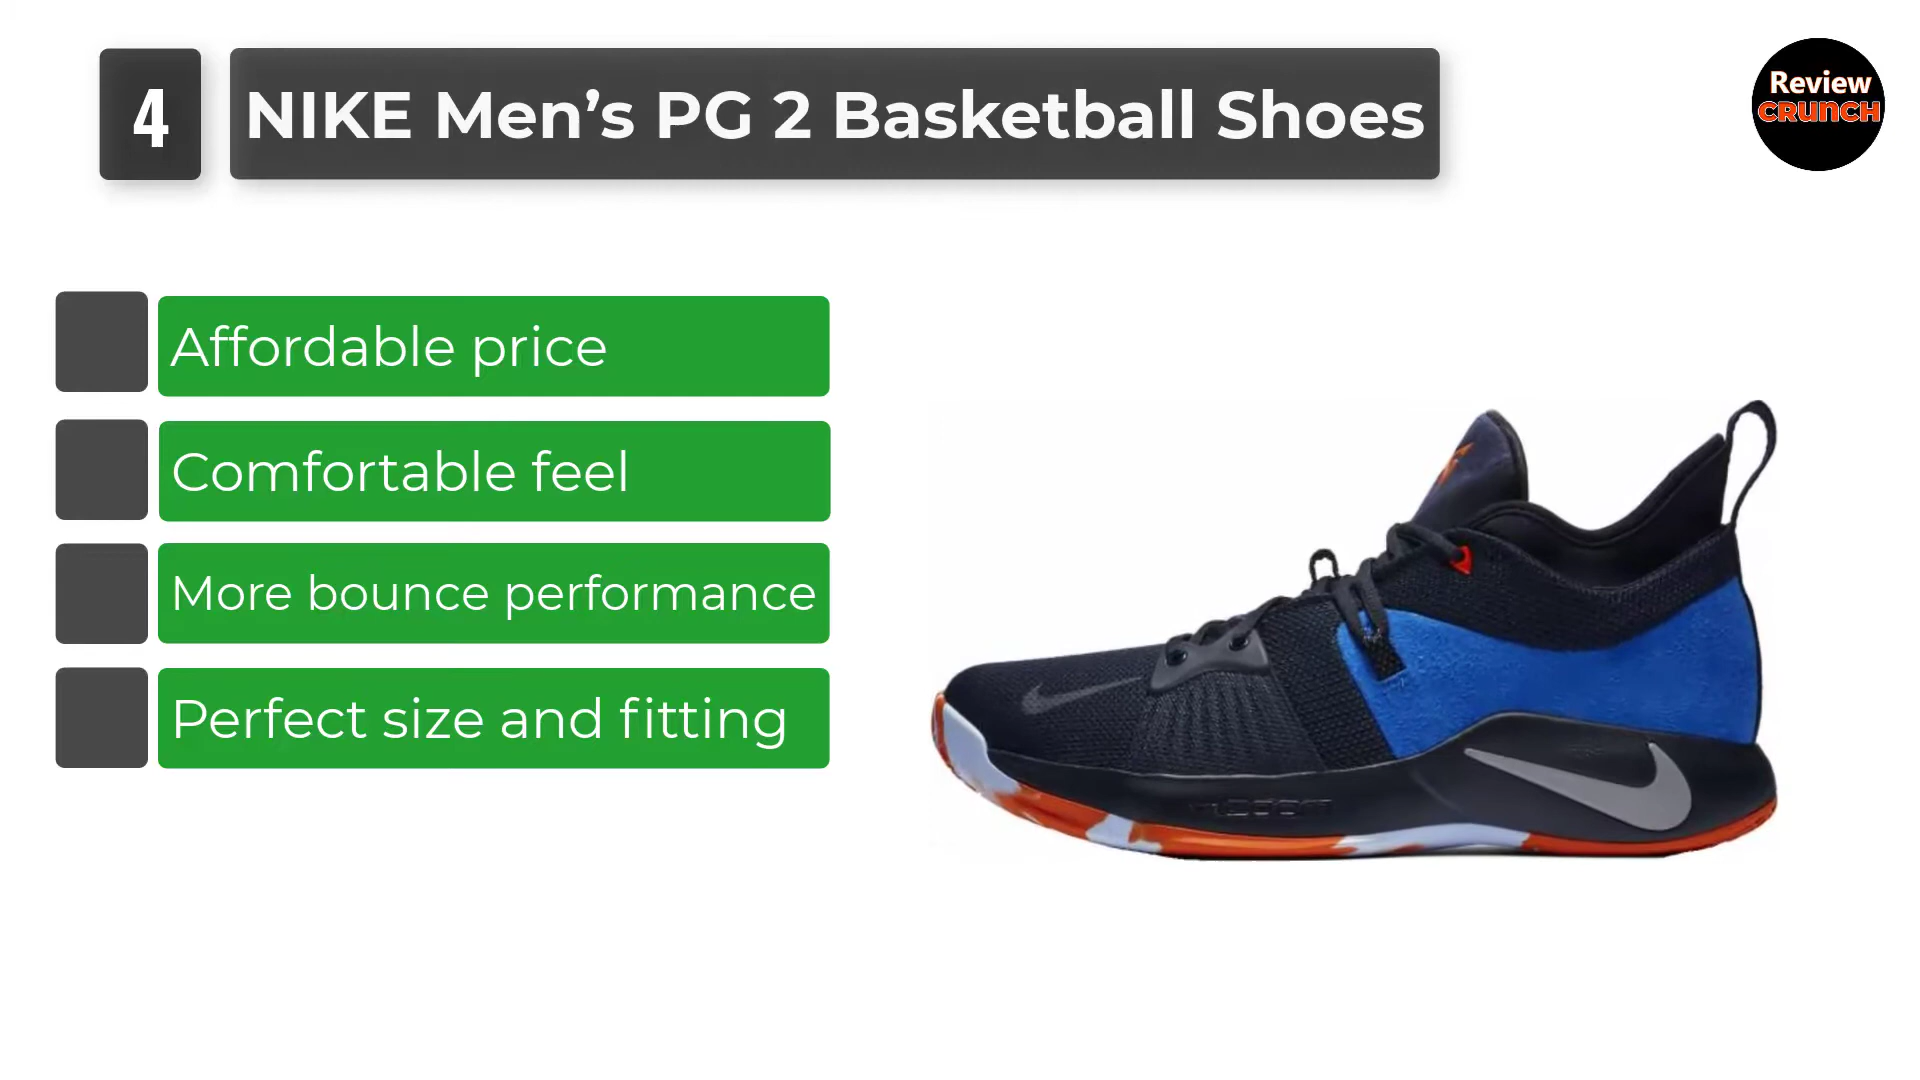 4
NIKE Men’s PG 2 Basketball Shoes
Review
CRUNCH
Affordable price
Comfortable feel
More bounce performance
Perfect size and fitting